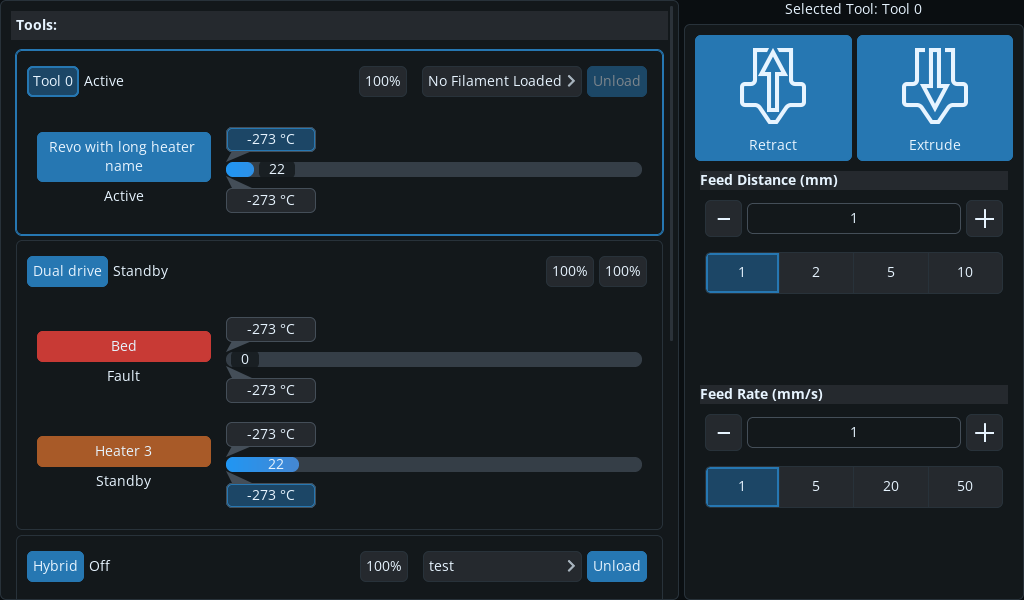 Tools:
Tool 0 Active 100% No Filament Loaded Unload
Revo with long heater
name
Active
-273 °C
22
-273 °C
Dual drive Standby 100% 100%
Bed
Fault
-273 °C
0
-273 °C
Heater 3
Standby
-273 °C
22
-273 °C
Hybrid Off 100% test Unload
Selected Tool: Tool 0
Retract Extrude
Feed Distance (mm)
− 1 +
1 2 5 10
Feed Rate (mm/s)
− 1 +
1 5 20 50